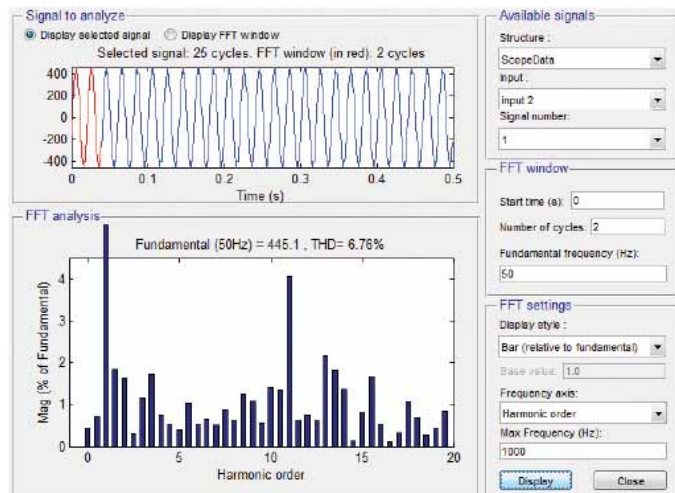 Signal to analyze
Display selected signal
Display FFT window
Selected signal: 25 cycles. FFT window (in red): 2 cycles
400
200
0
-200
-400
0
0.1
0.2
0.3
0.4
0.5
Time (s)
FFT analysis
Fundamental (50Hz) = 445.1 , THD= 6.76%
Mag (% of Fundamental)
4
3
2
1
0
0
5
10
15
20
Harmonic order
Available signals
Structure :
ScopeData
Input :
input 2
Signal number:
1
FFT window
Start time (s): 0
Number of cycles: 2
Fundamental frequency (Hz):
50
FFT settings
Display style :
Bar (relative to fundamental)
Base value: 1.0
Frequency axis:
Harmonic order
Max Frequency (Hz):
1000
Display
Close